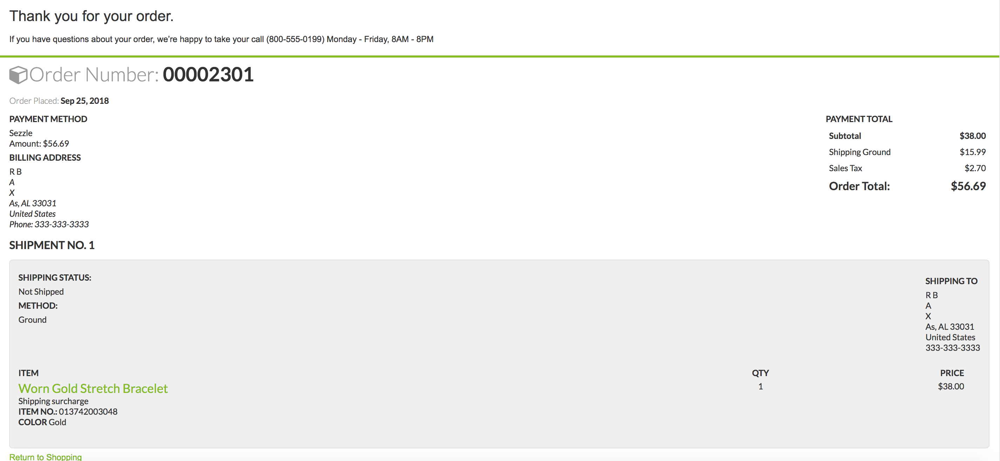 Thank you for your order.
If you have questions about your order, we’re happy to take your call (800-555-0199) Monday - Friday, 8AM - 8PM
Order Number: 00002301
Order Placed: Sep 25, 2018
PAYMENT METHOD
Sezzle
Amount: $56.69
BILLING ADDRESS
R B
A
X
As, AL 33031
United States
Phone: 333-333-3333
PAYMENT TOTAL
Subtotal $38.00
Shipping Ground $15.99
Sales Tax $2.70
Order Total: $56.69
SHIPMENT NO. 1
SHIPPING STATUS:
Not Shipped
METHOD:
Ground
SHIPPING TO
R B
A
X
As, AL 33031
United States
333-333-3333
ITEM QTY PRICE
Worn Gold Stretch Bracelet 1 $38.00
Shipping surcharge
ITEM NO.: 013742003048
COLOR Gold
Return to Shopping